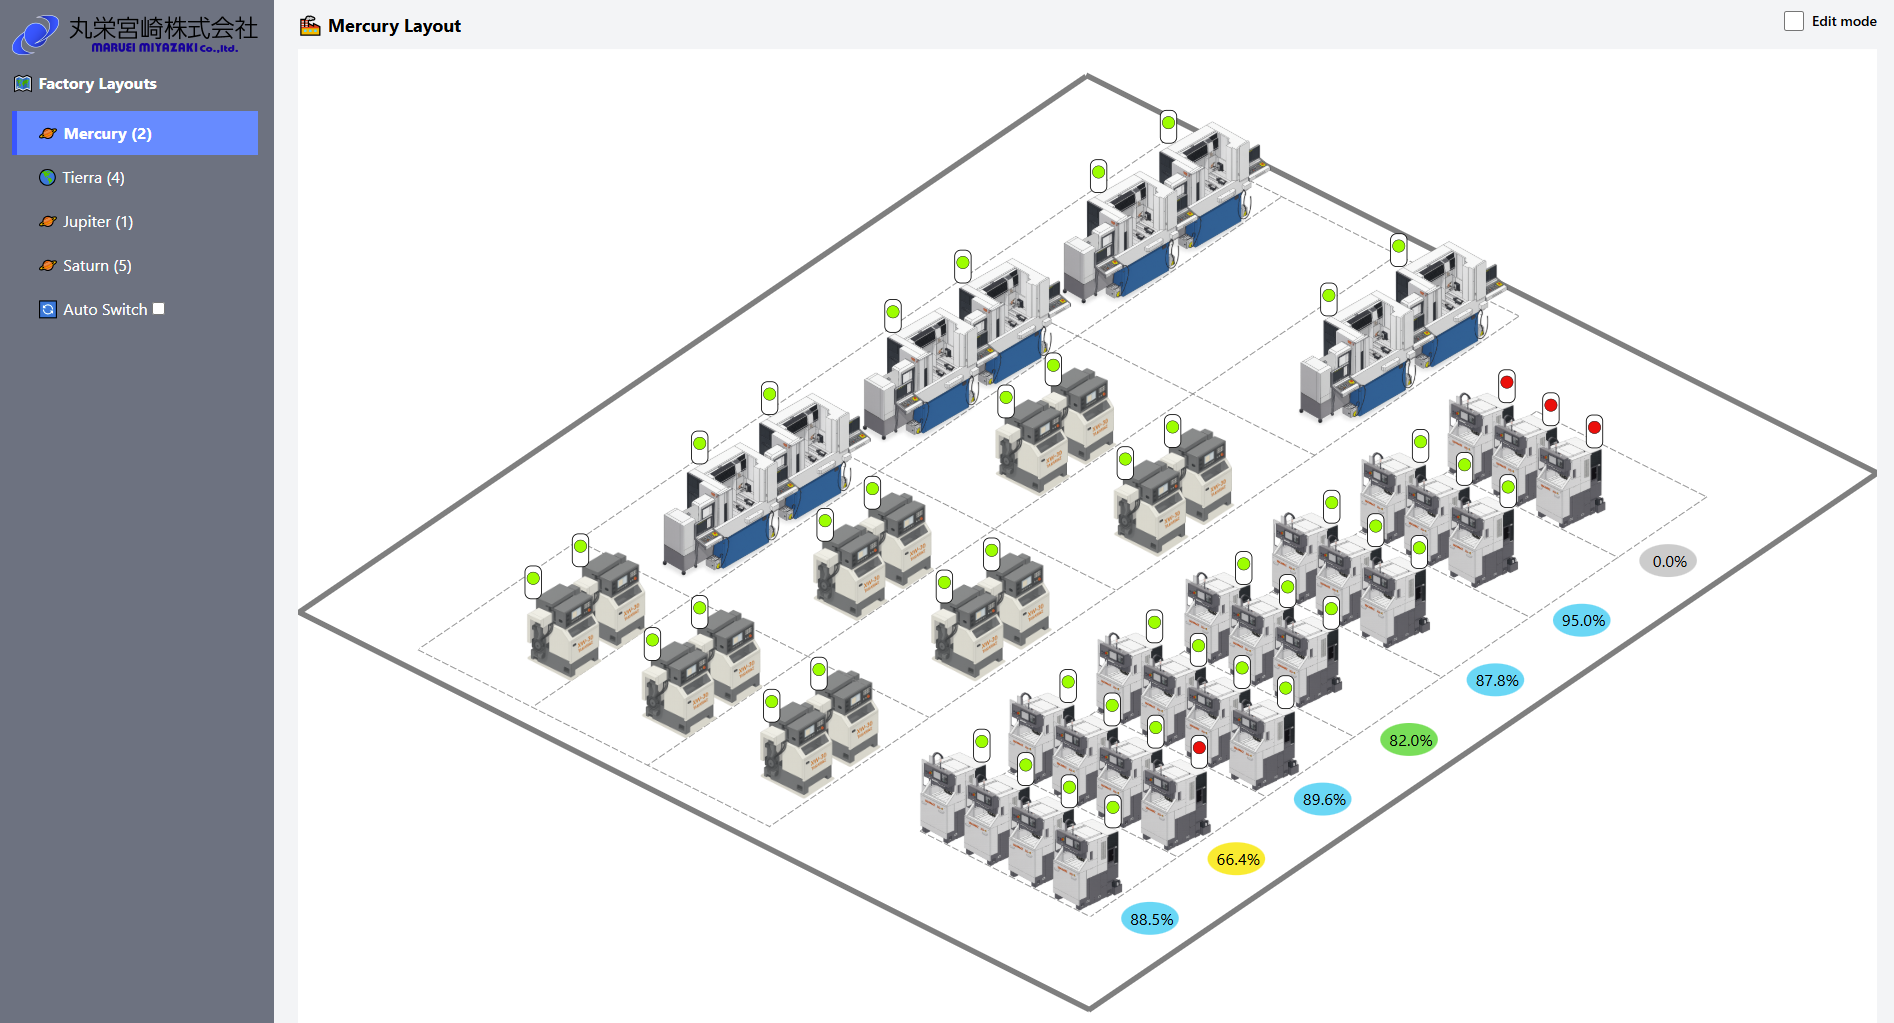 丸栄宮崎株式会社
MARUEI MIYAZAKI Co.,ltd.
Factory Layouts
Mercury (2)
Tierra (4)
Jupiter (1)
Saturn (5)
Auto Switch
Mercury Layout
Edit mode
0.0%
95.0%
87.8%
82.0%
89.6%
66.4%
88.5%